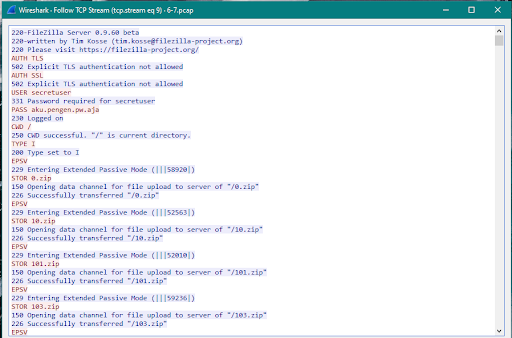 Wireshark - Follow TCP Stream (tcp.stream eq 9) - 6-7.pcap
220-FileZilla Server 0.9.60 beta
220-written by Tim Kosse (tim.kosse@filezilla-project.org)
220 Please visit https://filezilla-project.org/
AUTH TLS
502 Explicit TLS authentication not allowed
AUTH SSL
502 Explicit TLS authentication not allowed
USER secretuser
331 Password required for secretuser
PASS aku.pengen.pw.aja
230 Logged on
CWD /
250 CWD successful. "/" is current directory.
TYPE I
200 Type set to I
EPSV
229 Entering Extended Passive Mode (|||58920|)
STOR 0.zip
150 Opening data channel for file upload to server of "/0.zip"
226 Successfully transferred "/0.zip"
EPSV
229 Entering Extended Passive Mode (|||52563|)
STOR 10.zip
150 Opening data channel for file upload to server of "/10.zip"
226 Successfully transferred "/10.zip"
EPSV
229 Entering Extended Passive Mode (|||52010|)
STOR 101.zip
150 Opening data channel for file upload to server of "/101.zip"
226 Successfully transferred "/101.zip"
EPSV
229 Entering Extended Passive Mode (|||59236|)
STOR 103.zip
150 Opening data channel for file upload to server of "/103.zip"
226 Successfully transferred "/103.zip"
EPSV